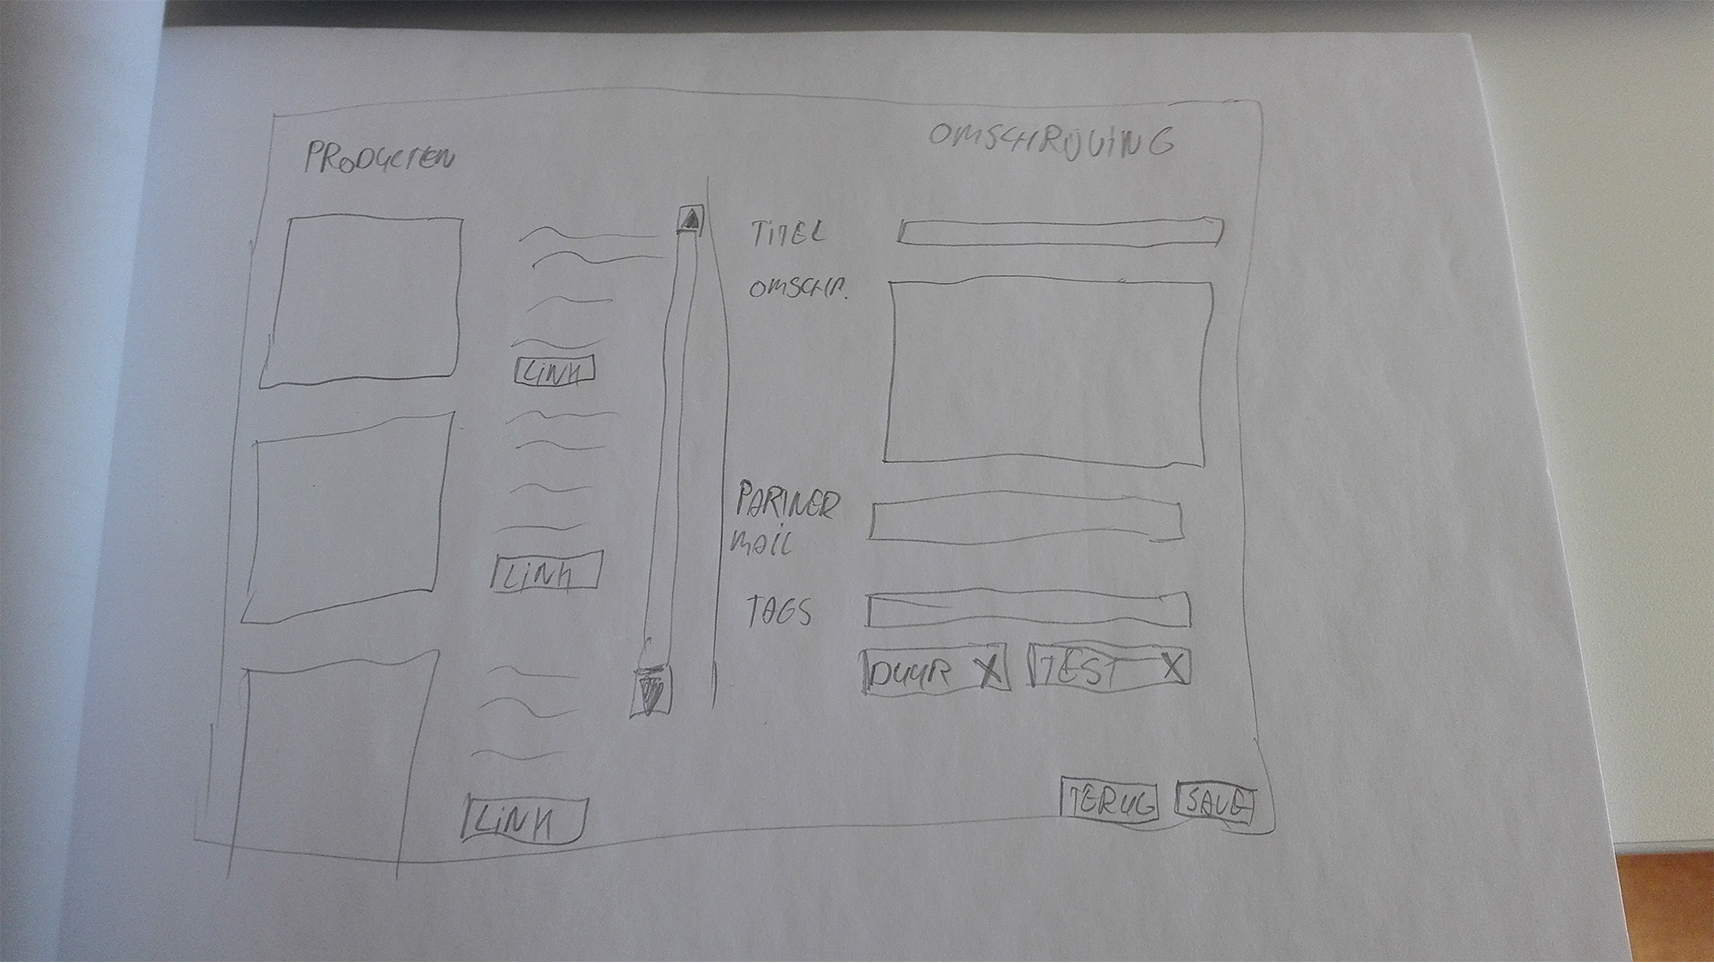 PRODUCTEN
LINK
LINK
LINK
OMSCHRIJVING
TITEL
OMSCHR.
PARTNER
MAIL
TAGS
DUUR X
TEST X
TERUG
SAVE